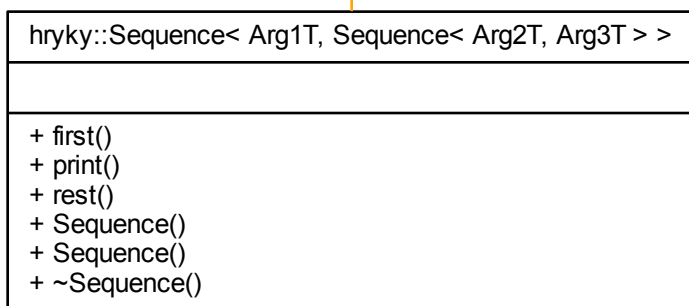 hryky::Sequence< Arg1T, Sequence< Arg2T, Arg3T > >
+ first()
+ print()
+ rest()
+ Sequence()
+ Sequence()
+ ~Sequence()